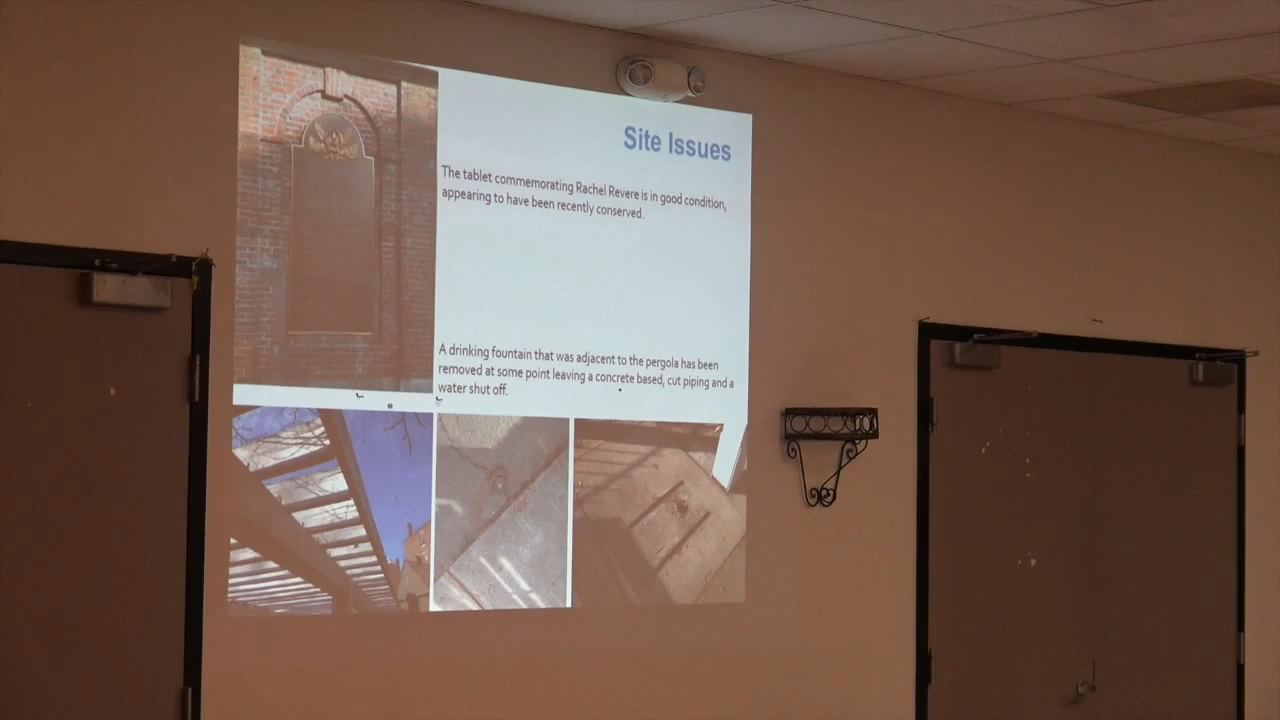 Site Issues
The tablet commemorating Rachel Revere is in good condition,
appearing to have been recently conserved.
A drinking fountain that was adjacent to the pergola has been
removed at some point leaving a concrete based, cut piping and a
water shut off.